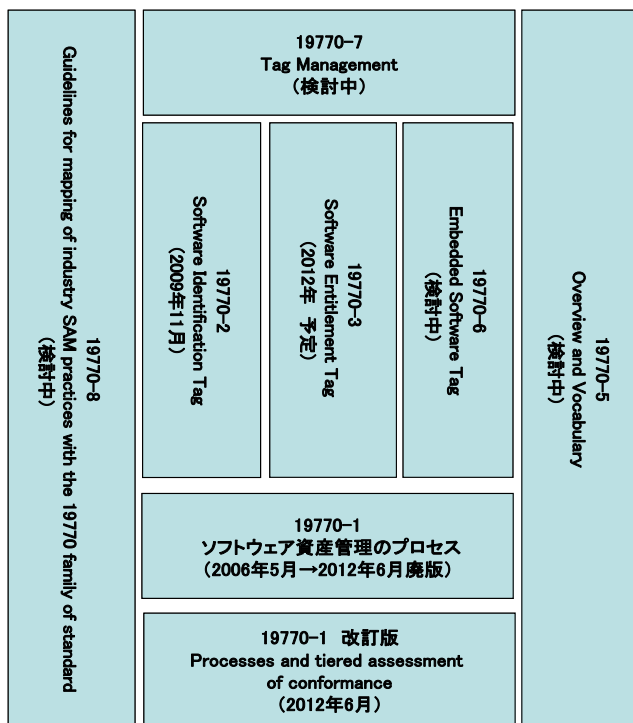 19770-7
Tag Management
(検討中)
19770-8
Guidelines for mapping of industry SAM practices with the 19770 family of standard
(検討中)
19770-2
Software Identification Tag
(2009年11月)
19770-3
Software Entitlement Tag
(2012年 予定)
19770-6
Embedded Software Tag
(検討中)
19770-5
Overview and Vocabulary
(検討中)
19770-1
ソフトウェア資産管理のプロセス
(2006年5月→2012年6月廃版)
19770-1 改訂版
Processes and tiered assessment
of conformance
(2012年6月)